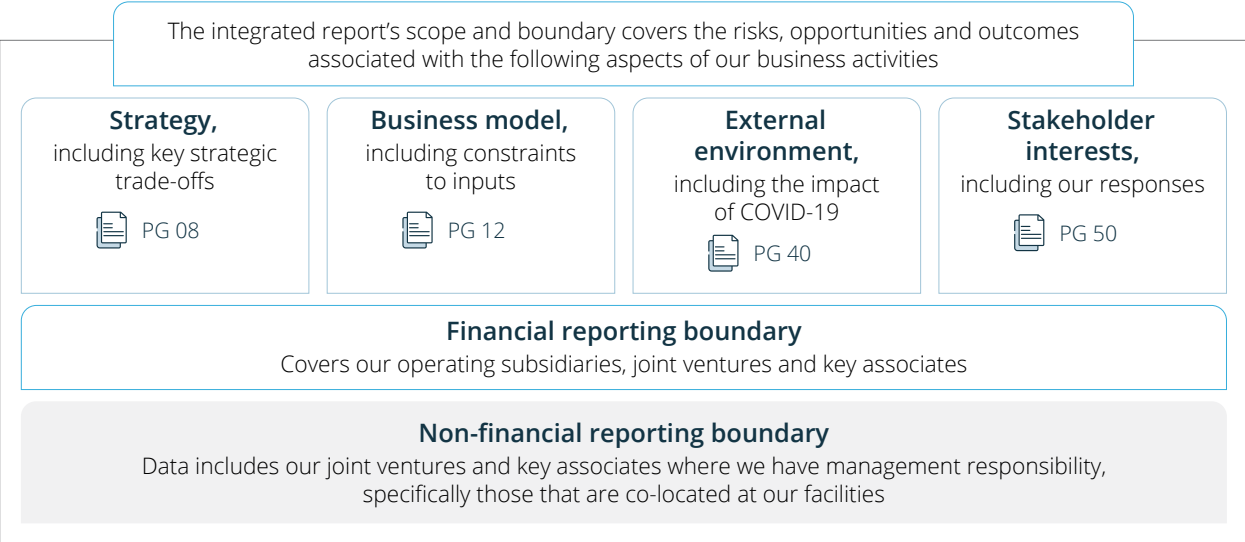 The integrated report’s scope and boundary covers the risks, opportunities and outcomes
associated with the following aspects of our business activities
Strategy,
including key strategic
trade-offs
PG 08
Business model,
including constraints
to inputs
PG 12
External
environment,
including the impact
of COVID-19
PG 40
Stakeholder
interests,
including our responses
PG 50
Financial reporting boundary
Covers our operating subsidiaries, joint ventures and key associates
Non-financial reporting boundary
Data includes our joint ventures and key associates where we have management responsibility,
specifically those that are co-located at our facilities